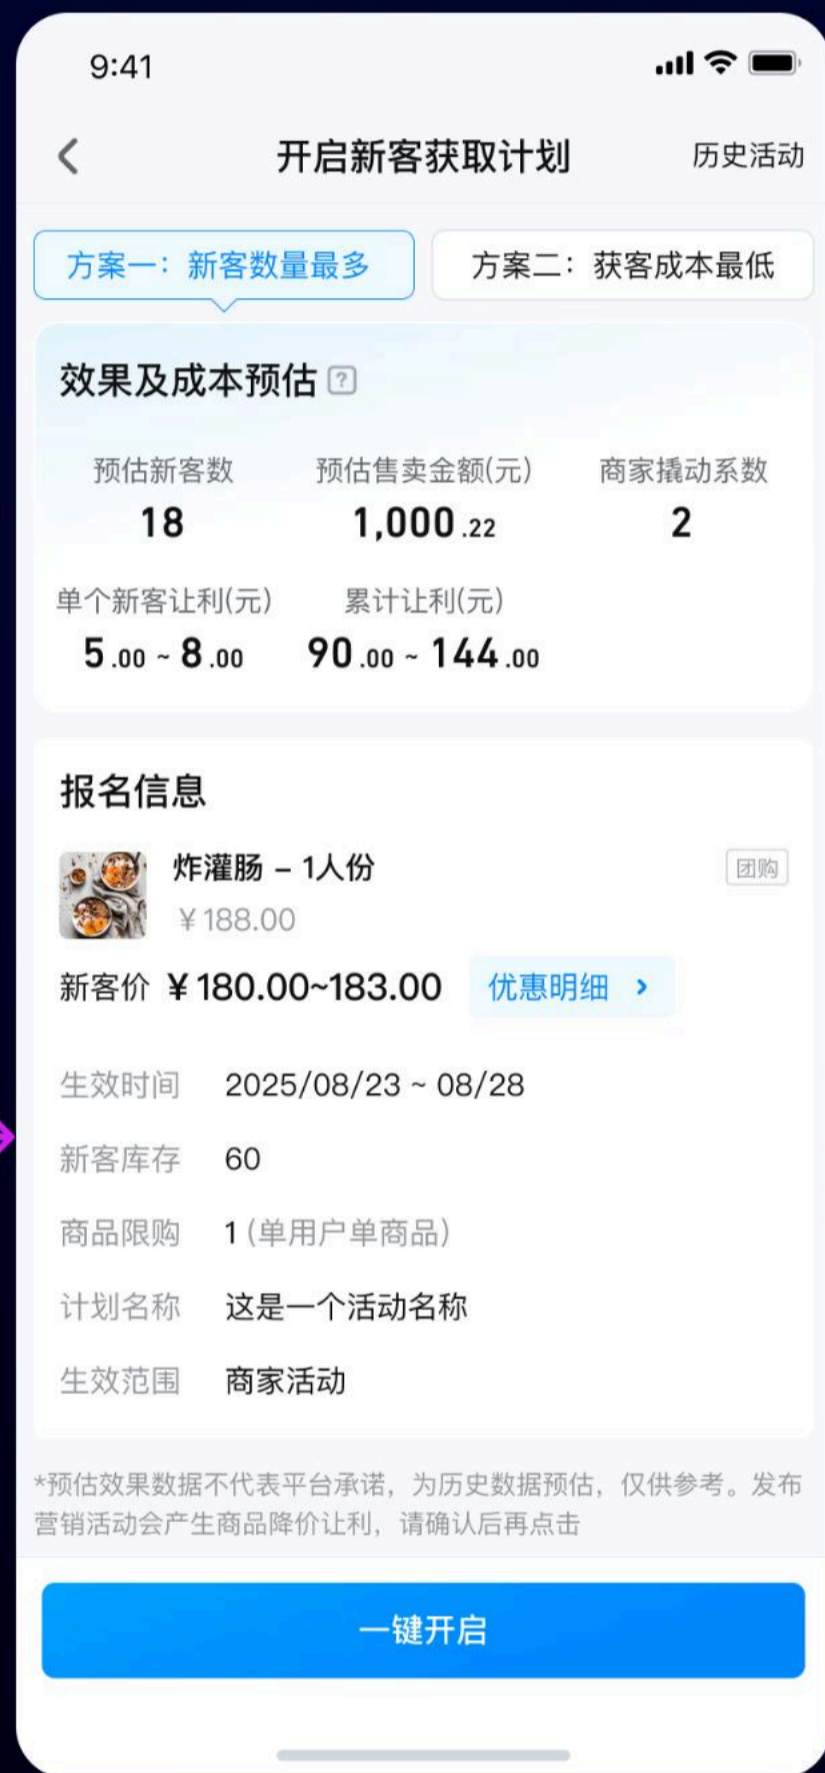 9:41
开启新客获取计划 历史活动
方案一：新客数量最多 方案二：获客成本最低
效果及成本预估 ?
预估新客数 预估售卖金额(元) 商家撬动系数
18 1,000.22 2
单个新客让利(元) 累计让利(元)
5.00 ~ 8.00 90.00 ~ 144.00
报名信息
炸灌肠 – 1人份 团购
¥188.00
新客价 ¥180.00~183.00 优惠明细 >
生效时间 2025/08/23 ~ 08/28
新客库存 60
商品限购 1 (单用户单商品)
计划名称 这是一个活动名称
生效范围 商家活动
*预估效果数据不代表平台承诺，为历史数据预估，仅供参考。发布
营销活动会产生商品降价让利，请确认后再点击
一键开启